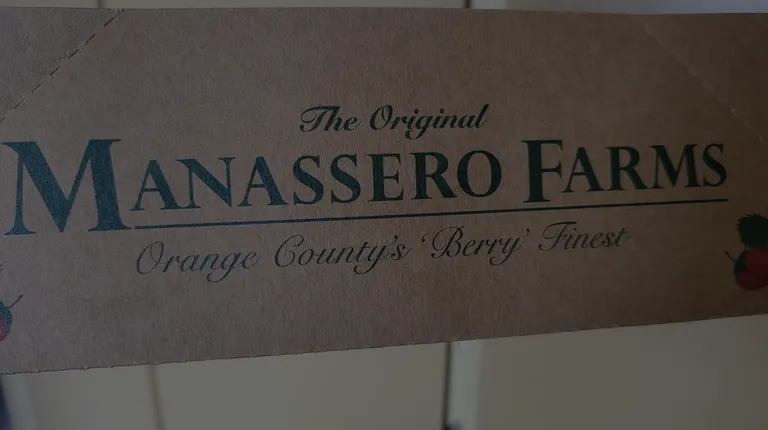 The Original
MANASSERO FARMS
Orange County's 'Berry' Finest